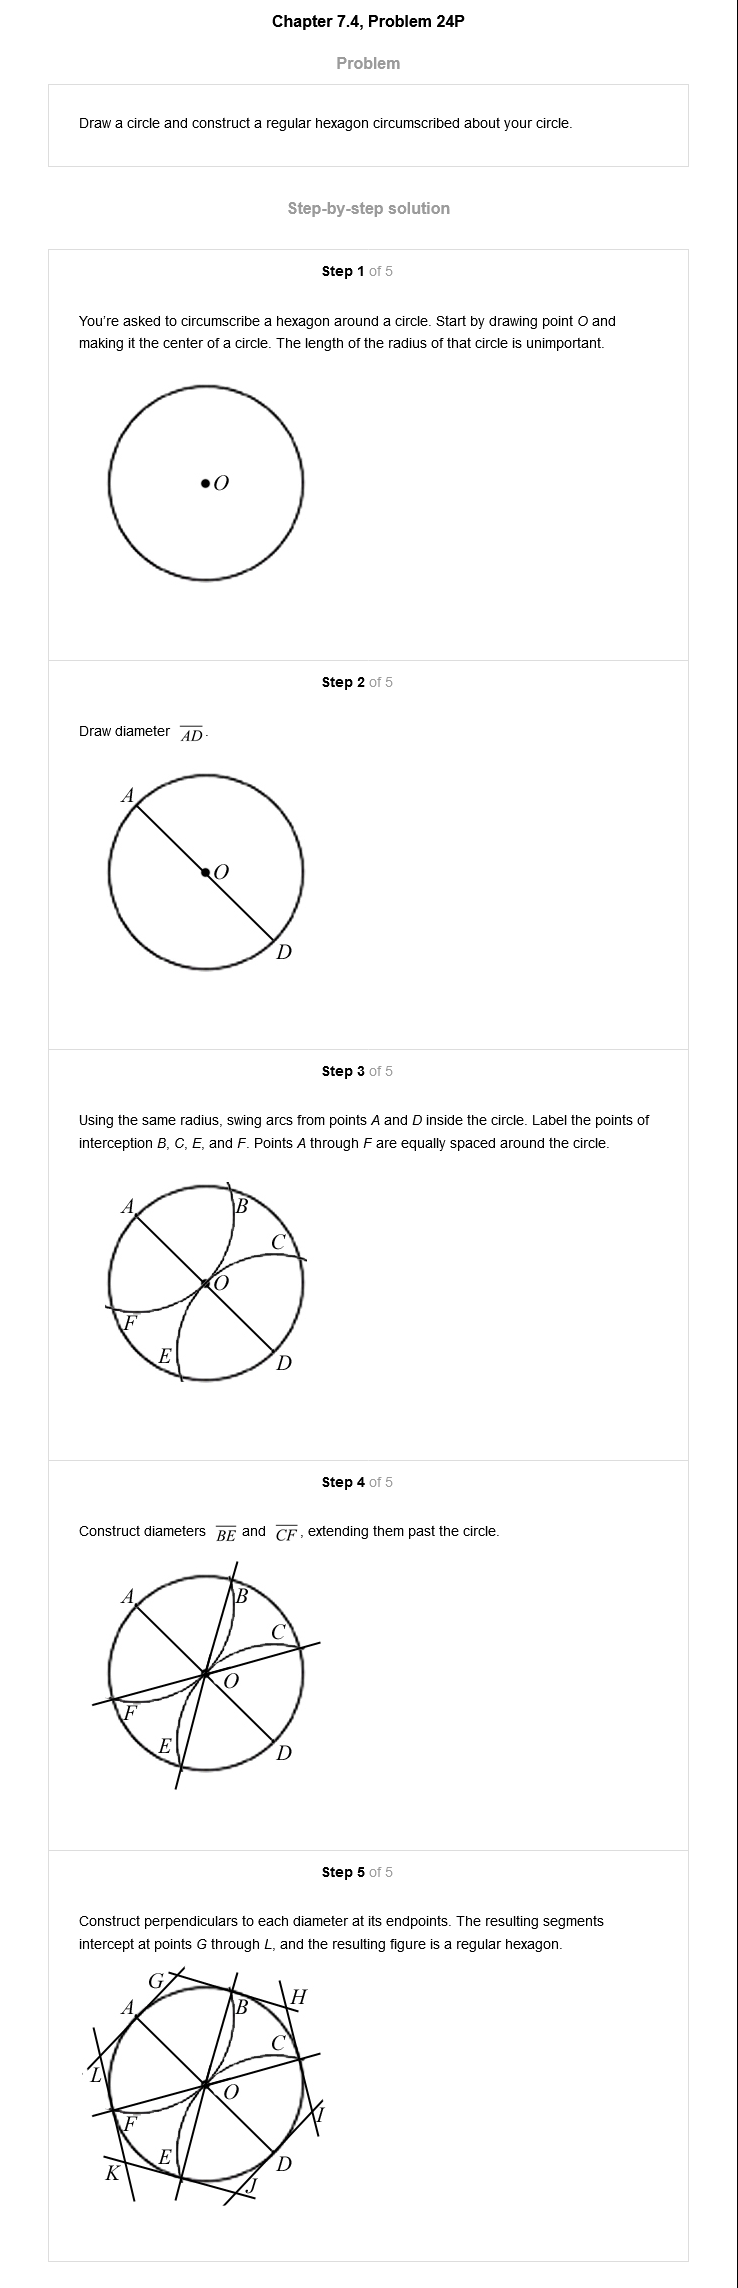 Chapter 7.4, Problem 24P
Problem
Draw a circle and construct a regular hexagon circumscribed about your circle.
Step-by-step solution
Step 1 of 5
You're asked to circumscribe a hexagon around a circle. Start by drawing point O and
making it the center of a circle. The length of the radius of that circle is unimportant.
O
Step 2 of 5
Draw diameter AD.
A
O
D
Step 3 of 5
Using the same radius, swing arcs from points A and D inside the circle. Label the points of
interception B, C, E, and F. Points A through F are equally spaced around the circle.
A
B
C
O
F
E
D
Step 4 of 5
Construct diameters BE and CF, extending them past the circle.
A
B
C
O
F
E
D
Step 5 of 5
Construct perpendiculars to each diameter at its endpoints. The resulting segments
intercept at points G through L, and the resulting figure is a regular hexagon.
G
H
A
B
C
L
O
I
F
E
D
K
J